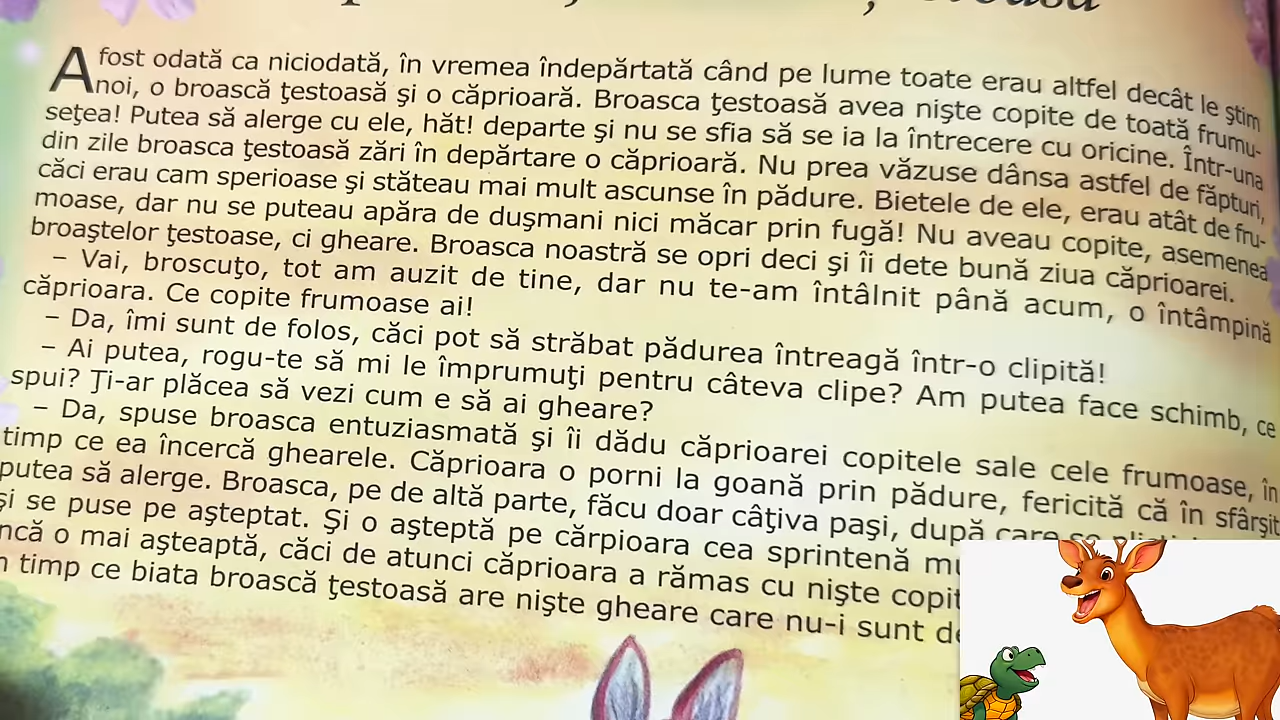 A fost odată ca niciodată, în vremea îndepărtată când pe lume toate erau altfel decât le ştim
noi, o broască ţestoasă şi o căprioară. Broasca ţestoasă avea nişte copite de toată frumu-
seţea! Putea să alerge cu ele, hăt! departe şi nu se sfia să se ia la întrecere cu oricine. Într-una
din zile broasca ţestoasă zări în depărtare o căprioară. Nu prea văzuse dânsa astfel de făpturi,
căci erau cam sperioase şi stăteau mai mult ascunse în pădure. Bietele de ele, erau atât de fru-
moase, dar nu se puteau apăra de duşmani nici măcar prin fugă! Nu aveau copite, asemenea
broaştelor ţestoase, ci gheare. Broasca noastră se opri deci şi îi dete bună ziua căprioarei.
– Vai, broscuţo, tot am auzit de tine, dar nu te-am întâlnit până acum, o întâmpină
căprioara. Ce copite frumoase ai!
– Da, îmi sunt de folos, căci pot să străbat pădurea întreagă într-o clipită!
– Ai putea, rogu-te să mi le împrumuţi pentru câteva clipe? Am putea face schimb, ce
spui? Ţi-ar plăcea să vezi cum e să ai gheare?
– Da, spuse broasca entuziasmată şi îi dădu căprioarei copitele sale cele frumoase, în
timp ce ea încercă ghearele. Căprioara o porni la goană prin pădure, fericită că în sfârşit
putea să alerge. Broasca, pe de altă parte, făcu doar câţiva paşi, după care
şi se puse pe aşteptat. Şi o aşteptă pe cărpioara cea sprintenă
o mai aşteaptă, căci de atunci căprioara a rămas cu nişte
timp ce biata broască ţestoasă are nişte gheare care nu-i sunt